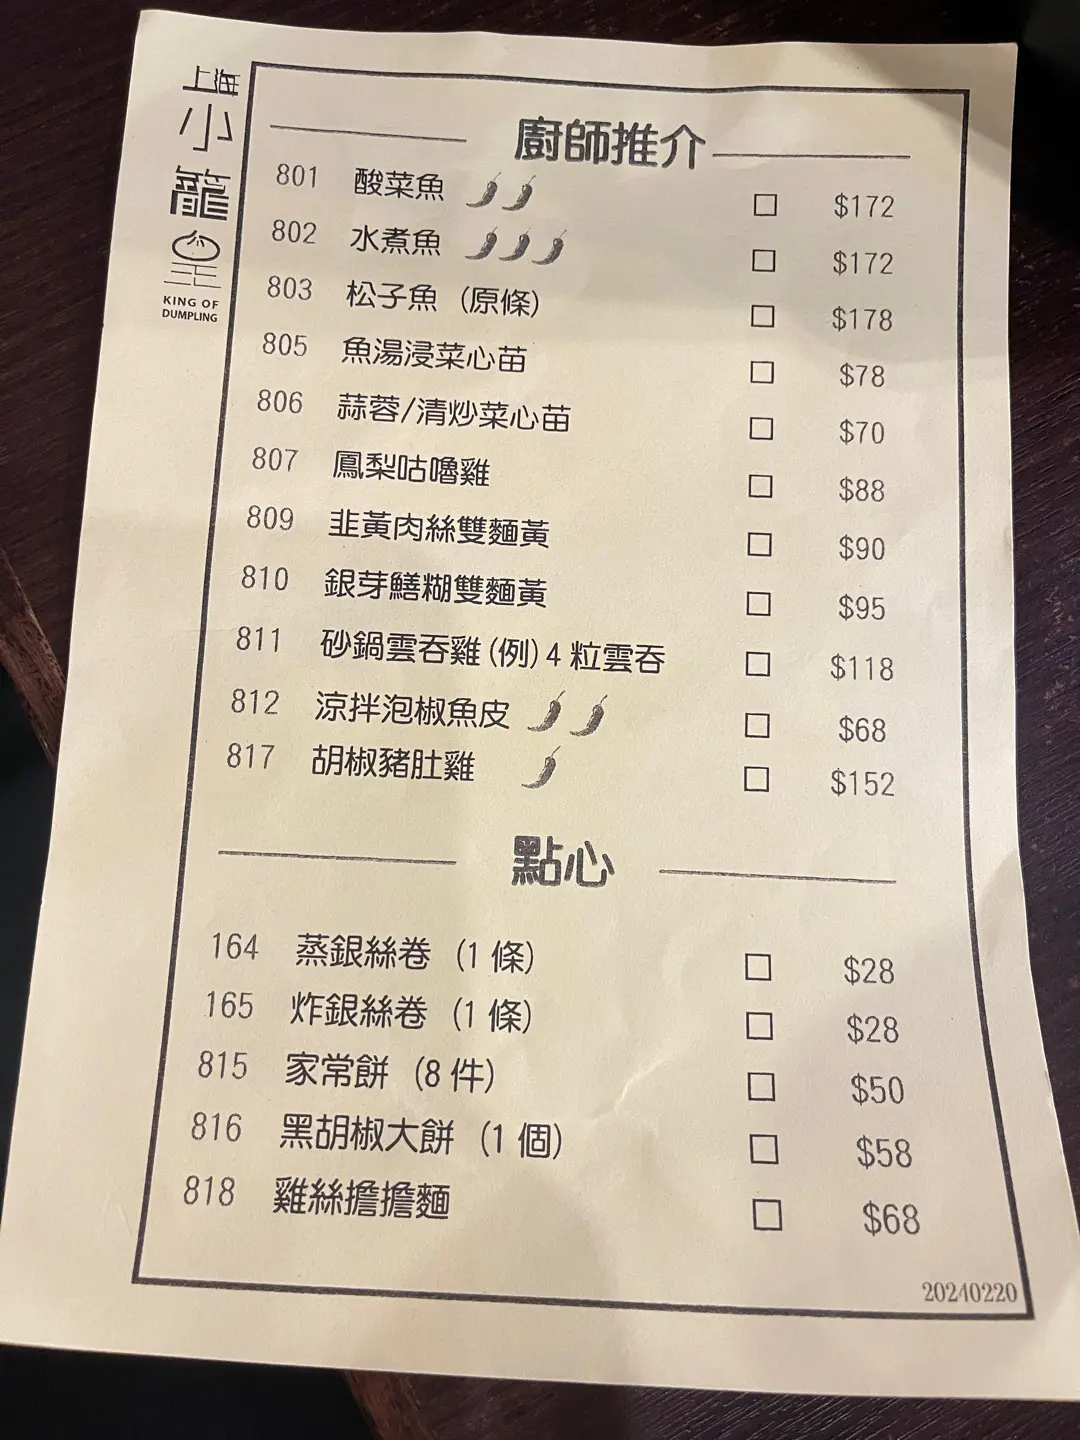 上海
小
籠
皇
KING OF
DUMPLING
廚師推介
801 酸菜魚 □ $172
802 水煮魚 □ $172
803 松子魚 (原條) □ $178
805 魚湯浸菜心苗 □ $78
806 蒜蓉/清炒菜心苗 □ $70
807 鳳梨咕嚕雞 □ $88
809 韭黃肉絲雙麵黃 □ $90
810 銀芽鱔糊雙麵黃 □ $95
811 砂鍋雲吞雞(例)4 粒雲吞 □ $118
812 涼拌泡椒魚皮 □ $68
817 胡椒豬肚雞 □ $152
點心
164 蒸銀絲卷 (1 條) □ $28
165 炸銀絲卷 (1 條) □ $28
815 家常餅 (8 件) □ $50
816 黑胡椒大餅 (1 個) □ $58
818 雞絲擔擔麵 □ $68
20240220